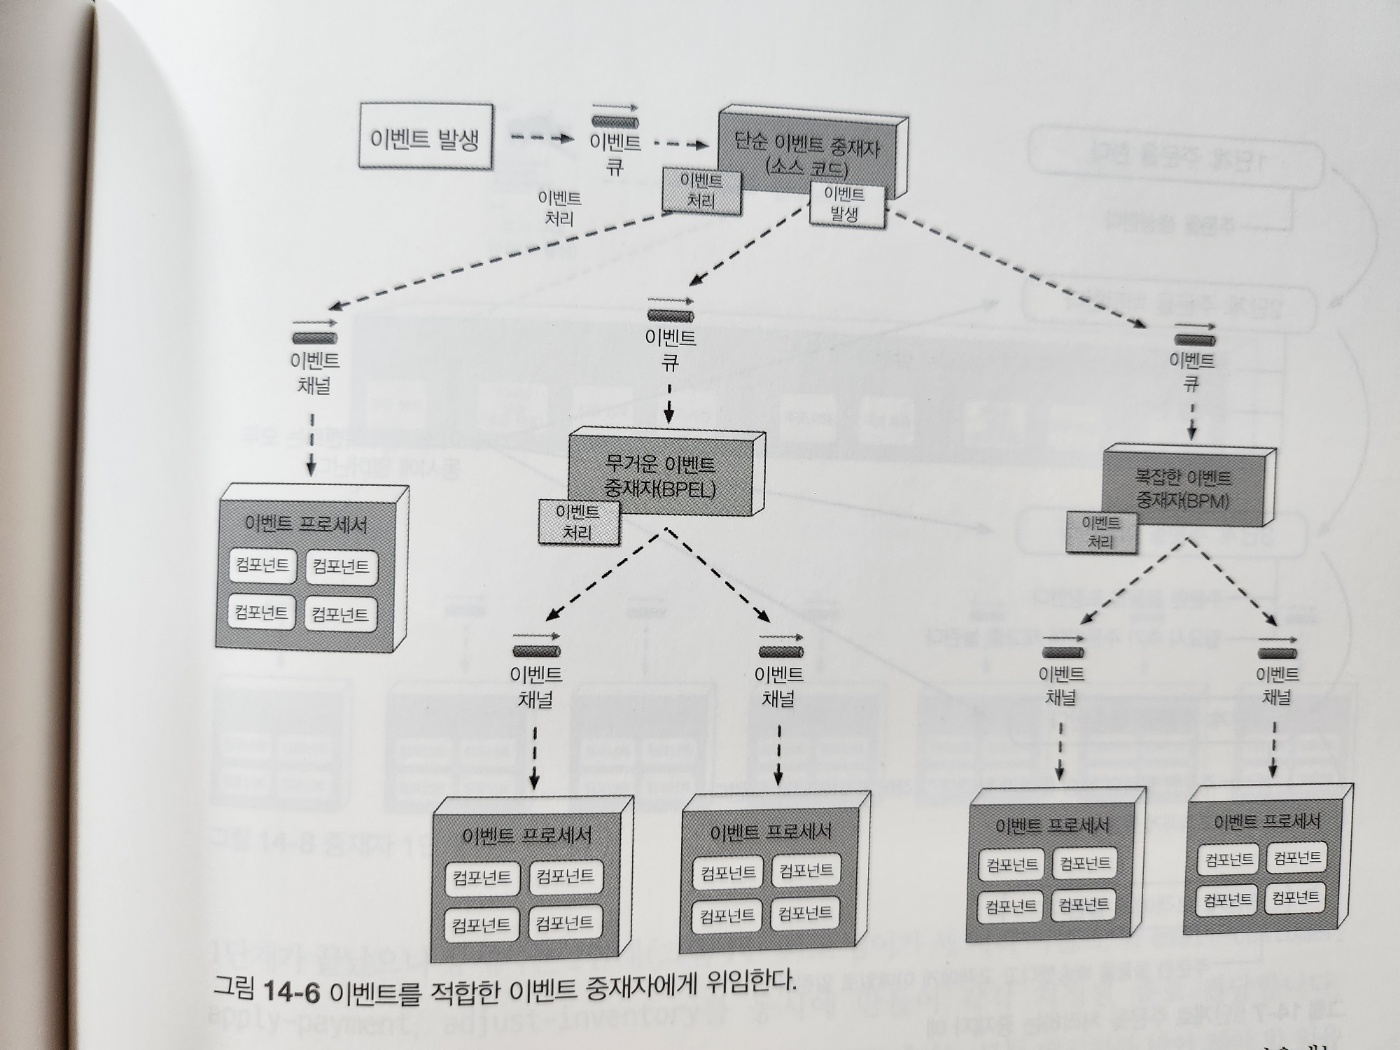 이벤트 발생
이벤트
큐
단순 이벤트 중재자
(소스 코드)
이벤트
처리
이벤트
처리
이벤트
발생
이벤트
채널
이벤트
큐
이벤트
큐
이벤트 프로세서
컴포넌트 컴포넌트
컴포넌트 컴포넌트
무거운 이벤트
중재자(BPEL)
이벤트
처리
복잡한 이벤트
중재자(BPM)
이벤트
처리
이벤트
채널
이벤트
채널
이벤트
채널
이벤트
채널
이벤트 프로세서
컴포넌트 컴포넌트
컴포넌트 컴포넌트
이벤트 프로세서
컴포넌트 컴포넌트
컴포넌트 컴포넌트
이벤트 프로세서
컴포넌트 컴포넌트
컴포넌트 컴포넌트
이벤트 프로세서
컴포넌트 컴포넌트
컴포넌트 컴포넌트
그림 14-6 이벤트를 적합한 이벤트 중재자에게 위임한다.